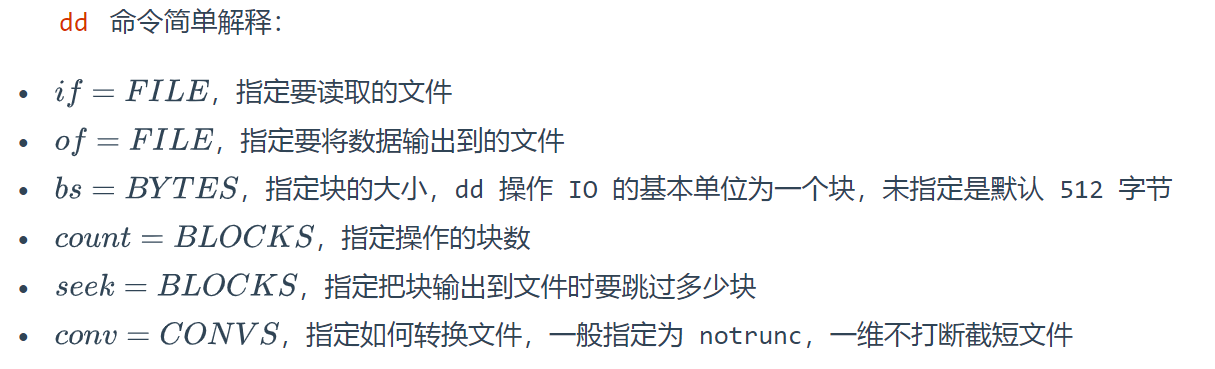 dd 命令简单解释：
• if = FILE，指定要读取的文件
• of = FILE，指定要将数据输出到的文件
• bs = BYTES，指定块的大小，dd 操作 IO 的基本单位为一个块，未指定是默认 512 字节
• count = BLOCKS，指定操作的块数
• seek = BLOCKS，指定把块输出到文件时要跳过多少块
• conv = CONVS，指定如何转换文件，一般指定为 notrunc，一维不打断截短文件